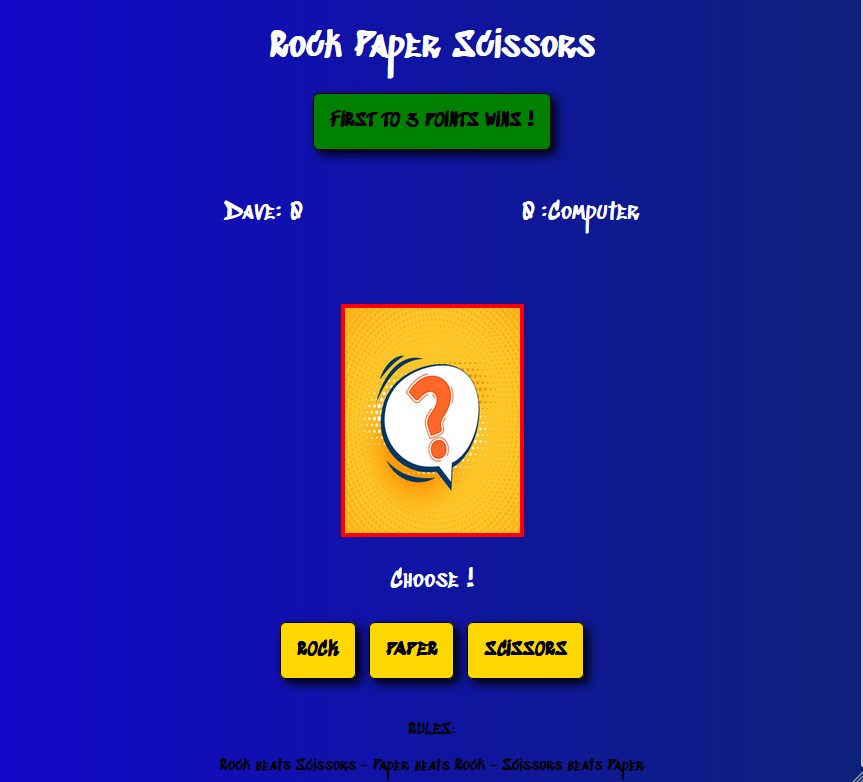 Rock Paper Scissors
First to 3 points wins !
Dave: 0 0 :Computer
?
Choose !
Rock Paper Scissors
Rules:
Rock beats Scissors - Paper beats Rock - Scissors beats Paper